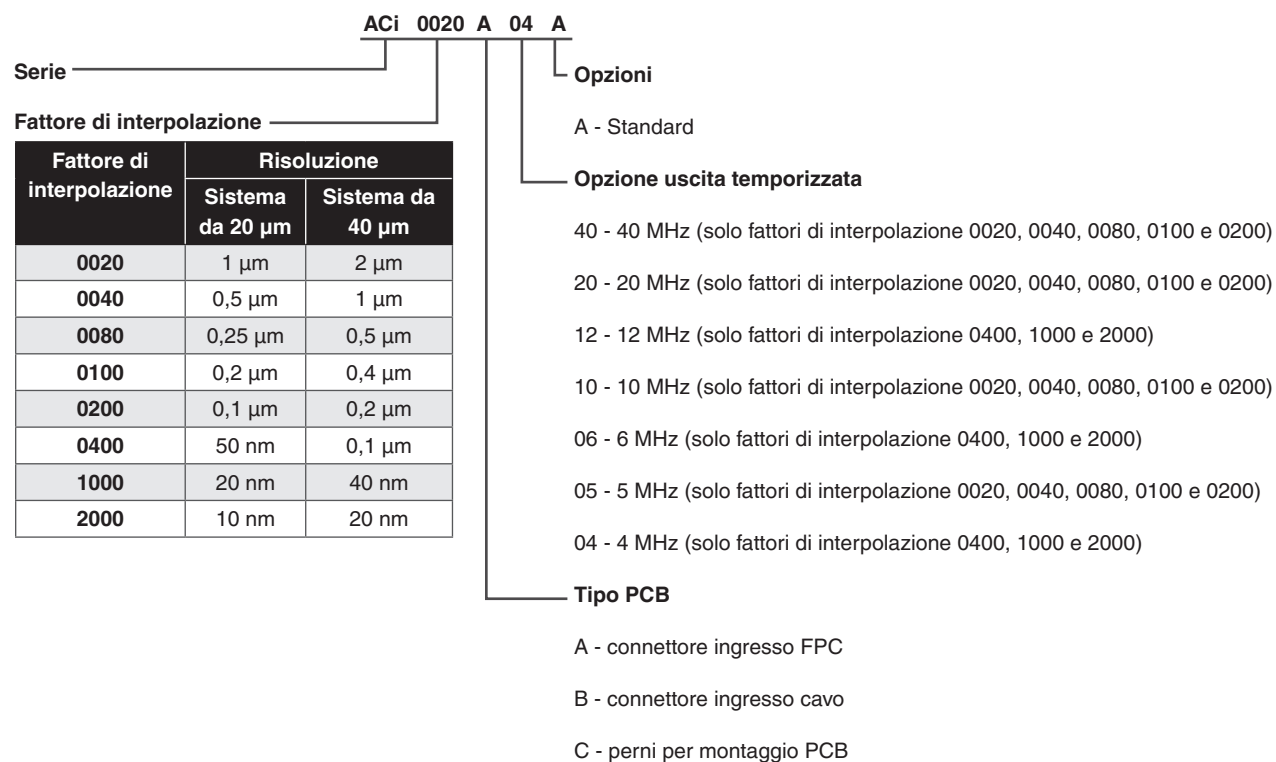 ACi 0020 A 04 A
Serie
Fattore di interpolazione
Fattore di interpolazione Risoluzione
Sistema da 20 µm Sistema da 40 µm
0020 1 µm 2 µm
0040 0,5 µm 1 µm
0080 0,25 µm 0,5 µm
0100 0,2 µm 0,4 µm
0200 0,1 µm 0,2 µm
0400 50 nm 0,1 µm
1000 20 nm 40 nm
2000 10 nm 20 nm
Opzioni
A - Standard
Opzione uscita temporizzata
40 - 40 MHz (solo fattori di interpolazione 0020, 0040, 0080, 0100 e 0200)
20 - 20 MHz (solo fattori di interpolazione 0020, 0040, 0080, 0100 e 0200)
12 - 12 MHz (solo fattori di interpolazione 0400, 1000 e 2000)
10 - 10 MHz (solo fattori di interpolazione 0020, 0040, 0080, 0100 e 0200)
06 - 6 MHz (solo fattori di interpolazione 0400, 1000 e 2000)
05 - 5 MHz (solo fattori di interpolazione 0020, 0040, 0080, 0100 e 0200)
04 - 4 MHz (solo fattori di interpolazione 0400, 1000 e 2000)
Tipo PCB
A - connettore ingresso FPC
B - connettore ingresso cavo
C - perni per montaggio PCB